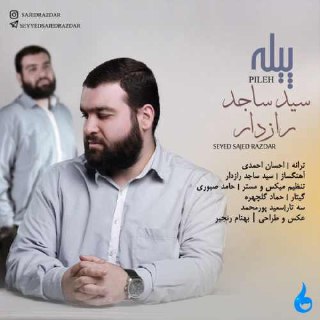 SAJEDRAZDAR
SEYYEDSAJEDRAZDAR
پیله
PILEH
سید ساجد
رازدار
SEYED SAJED RAZDAR
ترانه | احسان احمدی
آهنگساز | سید ساجد رازدار
تنظیم میکس و مستر | حامد صبوری
گیتار | حماد گلچهره
سه تار|سعید پورمحمد
عکس و طراحی | بهنام رنجبر